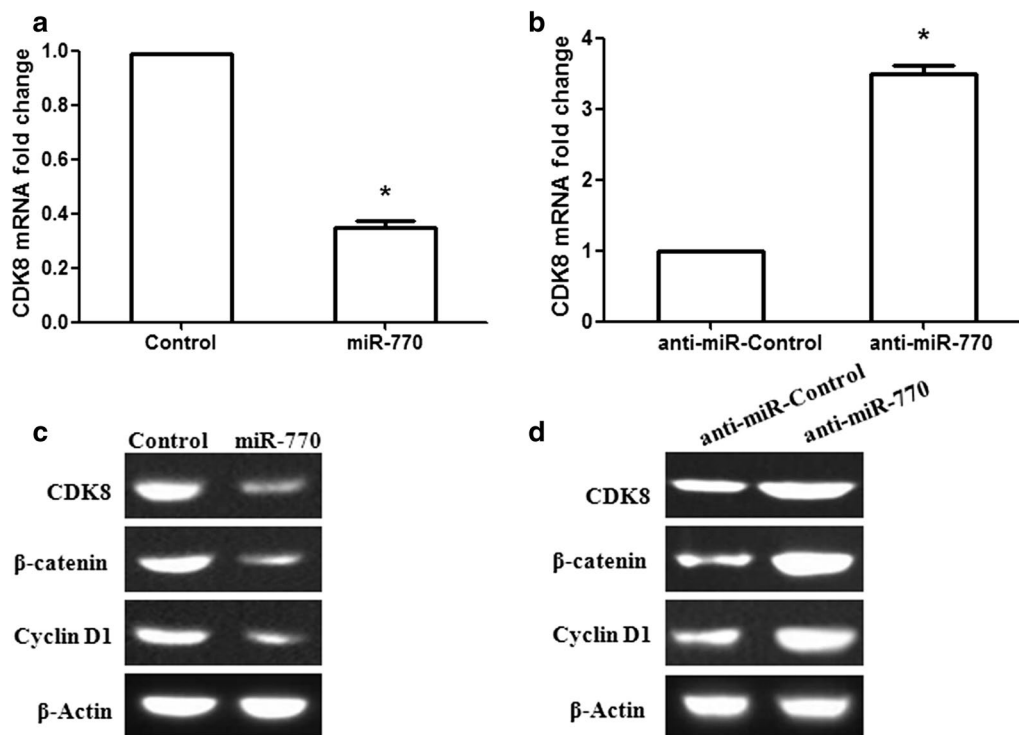 a
CDK8 mRNA fold change
1.0
0.8
0.6
0.4
0.2
0.0
*
Control
miR-770
b
CDK8 mRNA fold change
4
3
2
1
0
*
anti-miR-Control
anti-miR-770
c
Control miR-770
CDK8
β-catenin
Cyclin D1
β-Actin
d
anti-miR-Control
anti-miR-770
CDK8
β-catenin
Cyclin D1
β-Actin